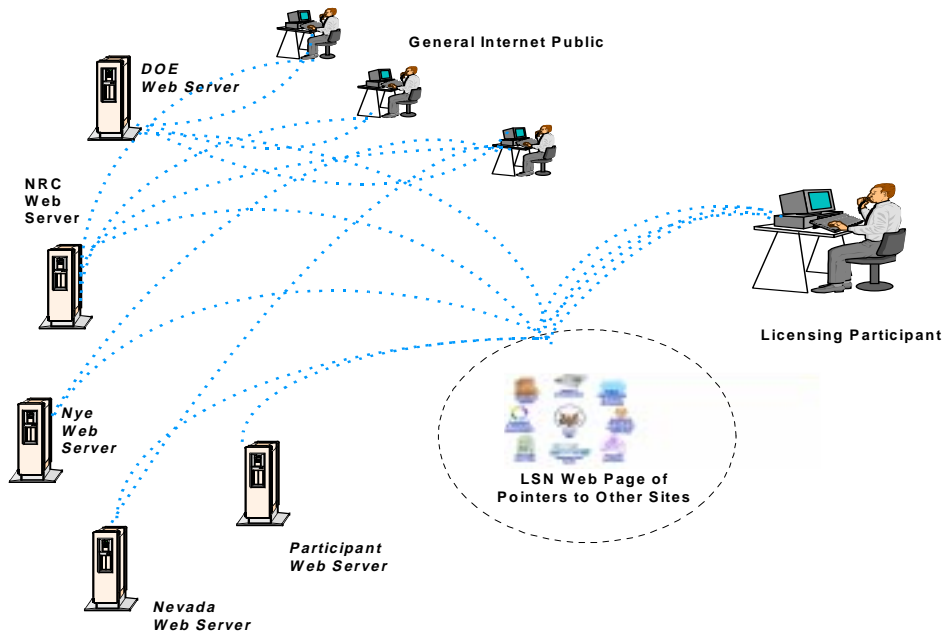 General Internet Public
DOE
Web Server
NRC
Web
Server
Licensing Participant
Nye
Web
Server
LSN Web Page of
Pointers to Other Sites
Participant
Web Server
Nevada
Web Server